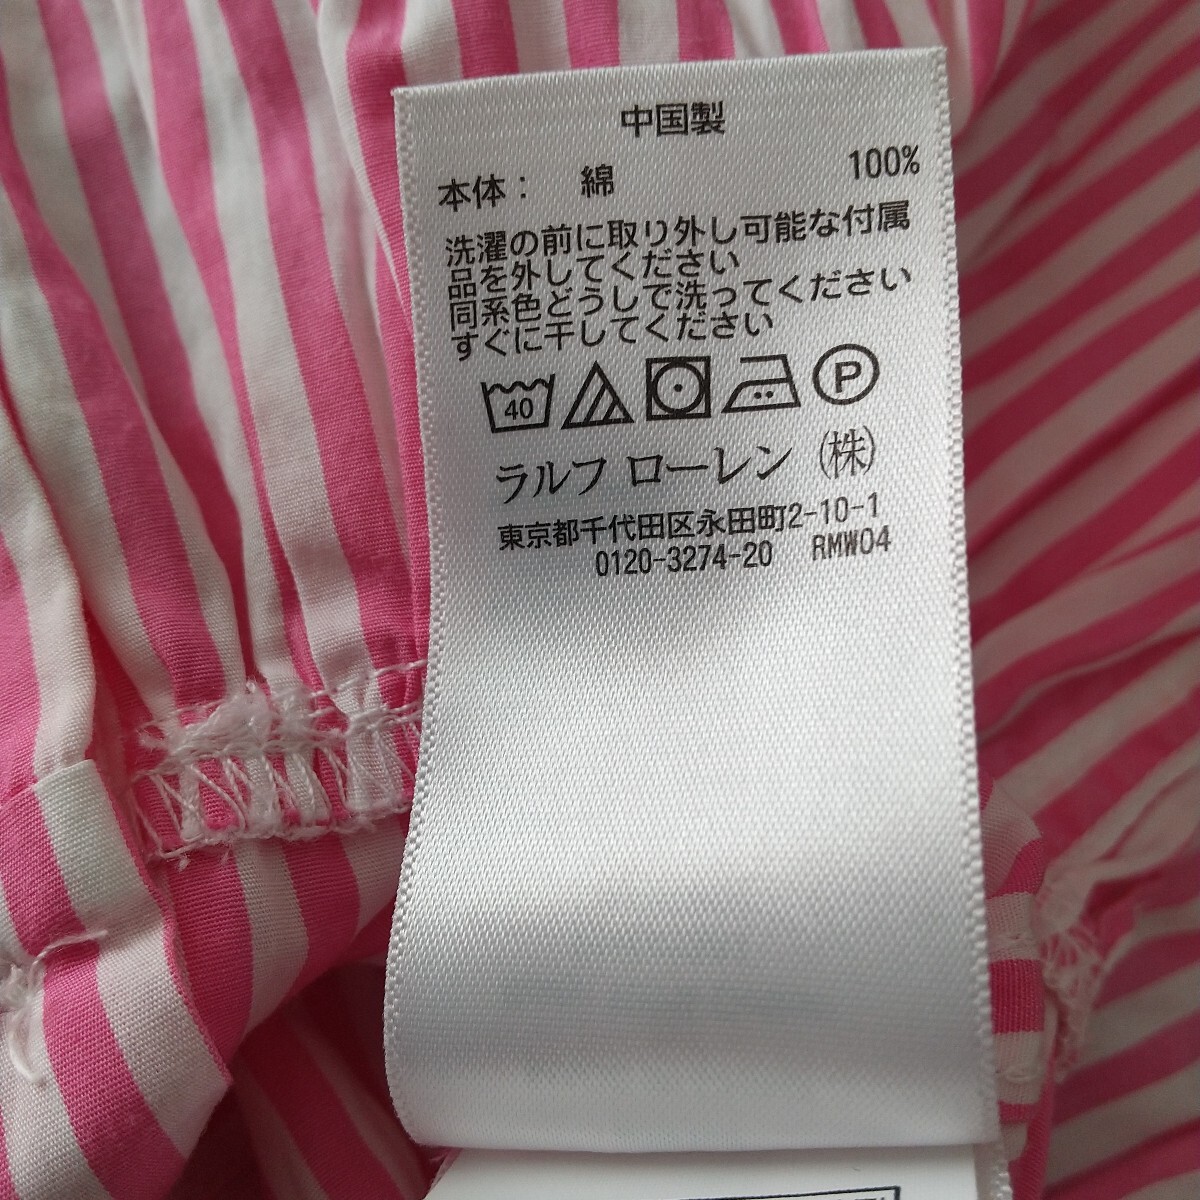 中国製
本体： 綿 100%
洗濯の前に取り外し可能な付属
品を外してください
同系色どうしで洗ってください
すぐに干してください
40 P
ラルフ ローレン (株)
東京都千代田区永田町2-10-1
0120-3274-20 RMW04